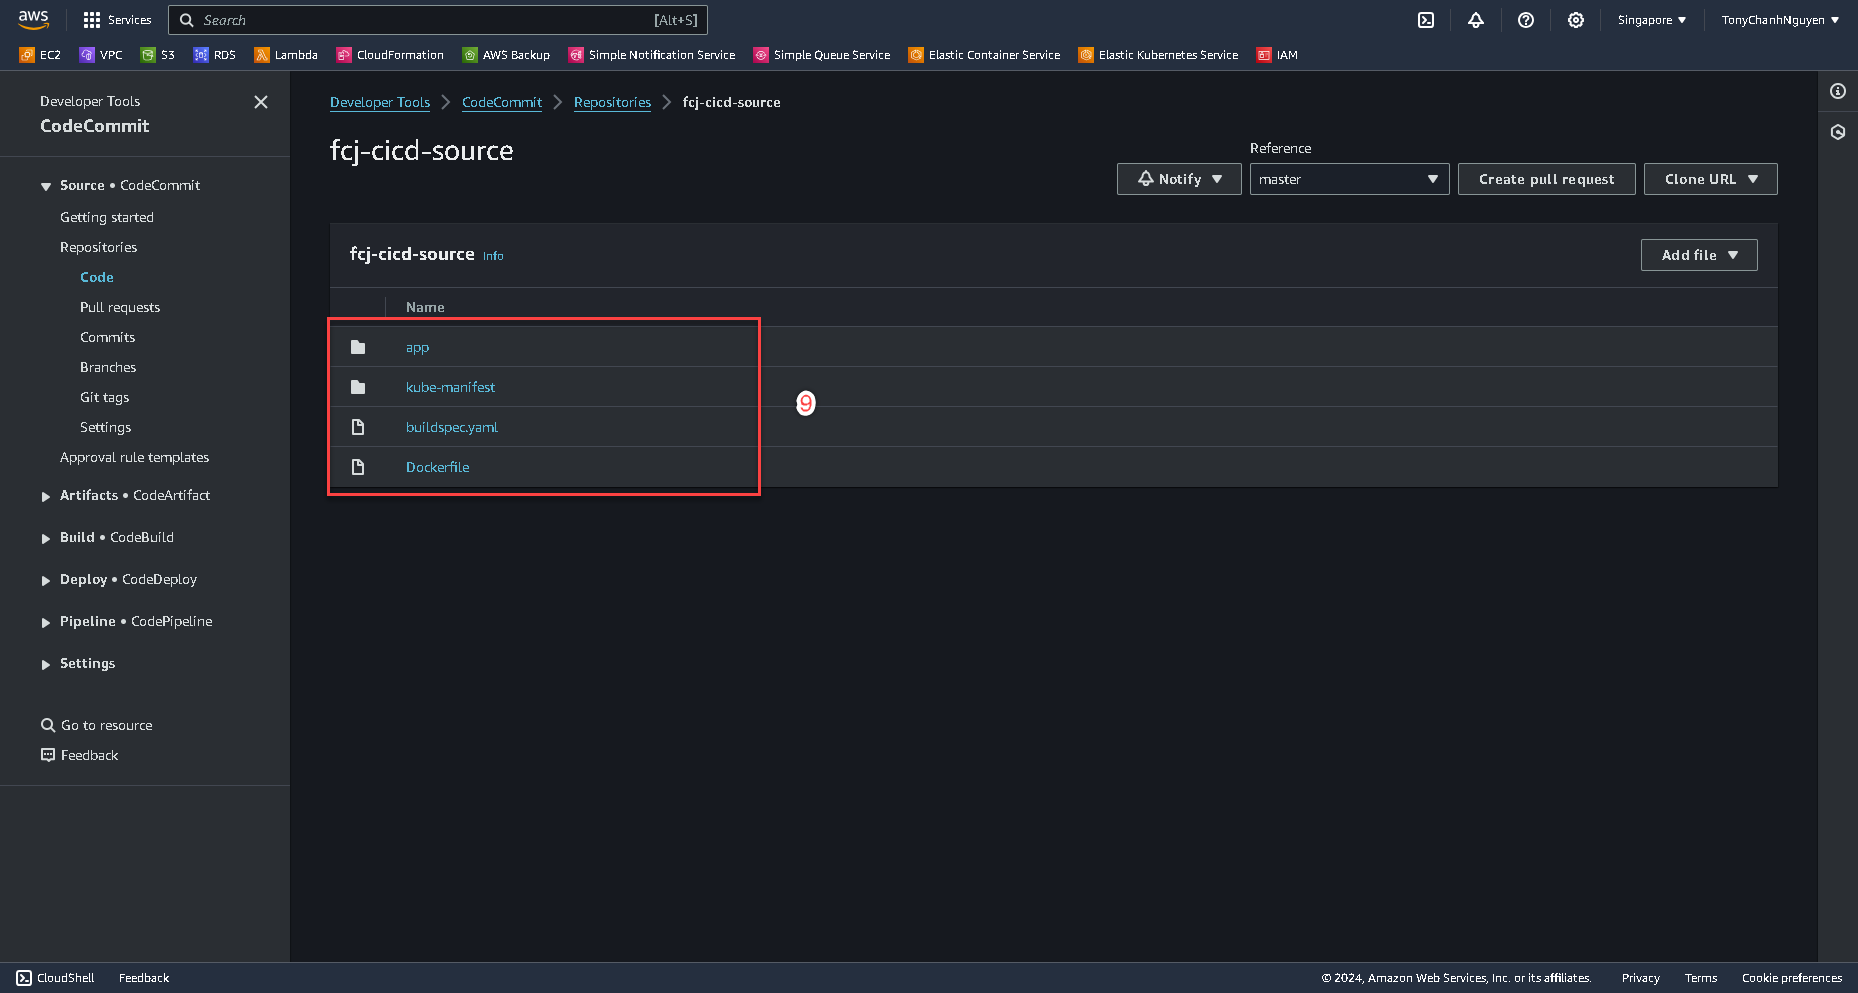 aws Services Search [Alt+S] Singapore TonyChanhNguyen
EC2 VPC S3 RDS Lambda CloudFormation AWS Backup Simple Notification Service Simple Queue Service Elastic Container Service Elastic Kubernetes Service IAM
Developer Tools
CodeCommit
Source • CodeCommit
Getting started
Repositories
Code
Pull requests
Commits
Branches
Git tags
Settings
Approval rule templates
Artifacts • CodeArtifact
Build • CodeBuild
Deploy • CodeDeploy
Pipeline • CodePipeline
Settings
Go to resource
Feedback
Developer Tools CodeCommit Repositories fcj-cicd-source
fcj-cicd-source
Reference
Notify master Create pull request Clone URL
fcj-cicd-source Info Add file
Name
app
kube-manifest
9
buildspec.yaml
Dockerfile
CloudShell Feedback © 2024, Amazon Web Services, Inc. or its affiliates. Privacy Terms Cookie preferences